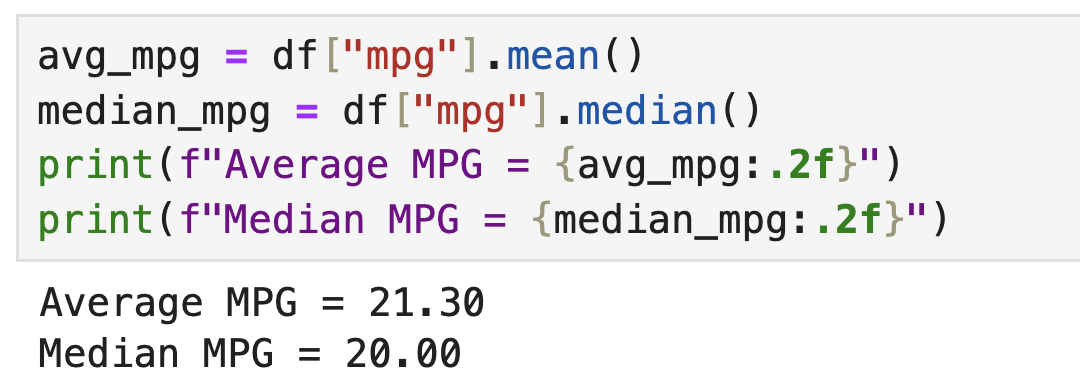 avg_mpg = df["mpg"].mean()
median_mpg = df["mpg"].median()
print(f"Average MPG = {avg_mpg:.2f}")
print(f"Median MPG = {median_mpg:.2f}")
Average MPG = 21.30
Median MPG = 20.00